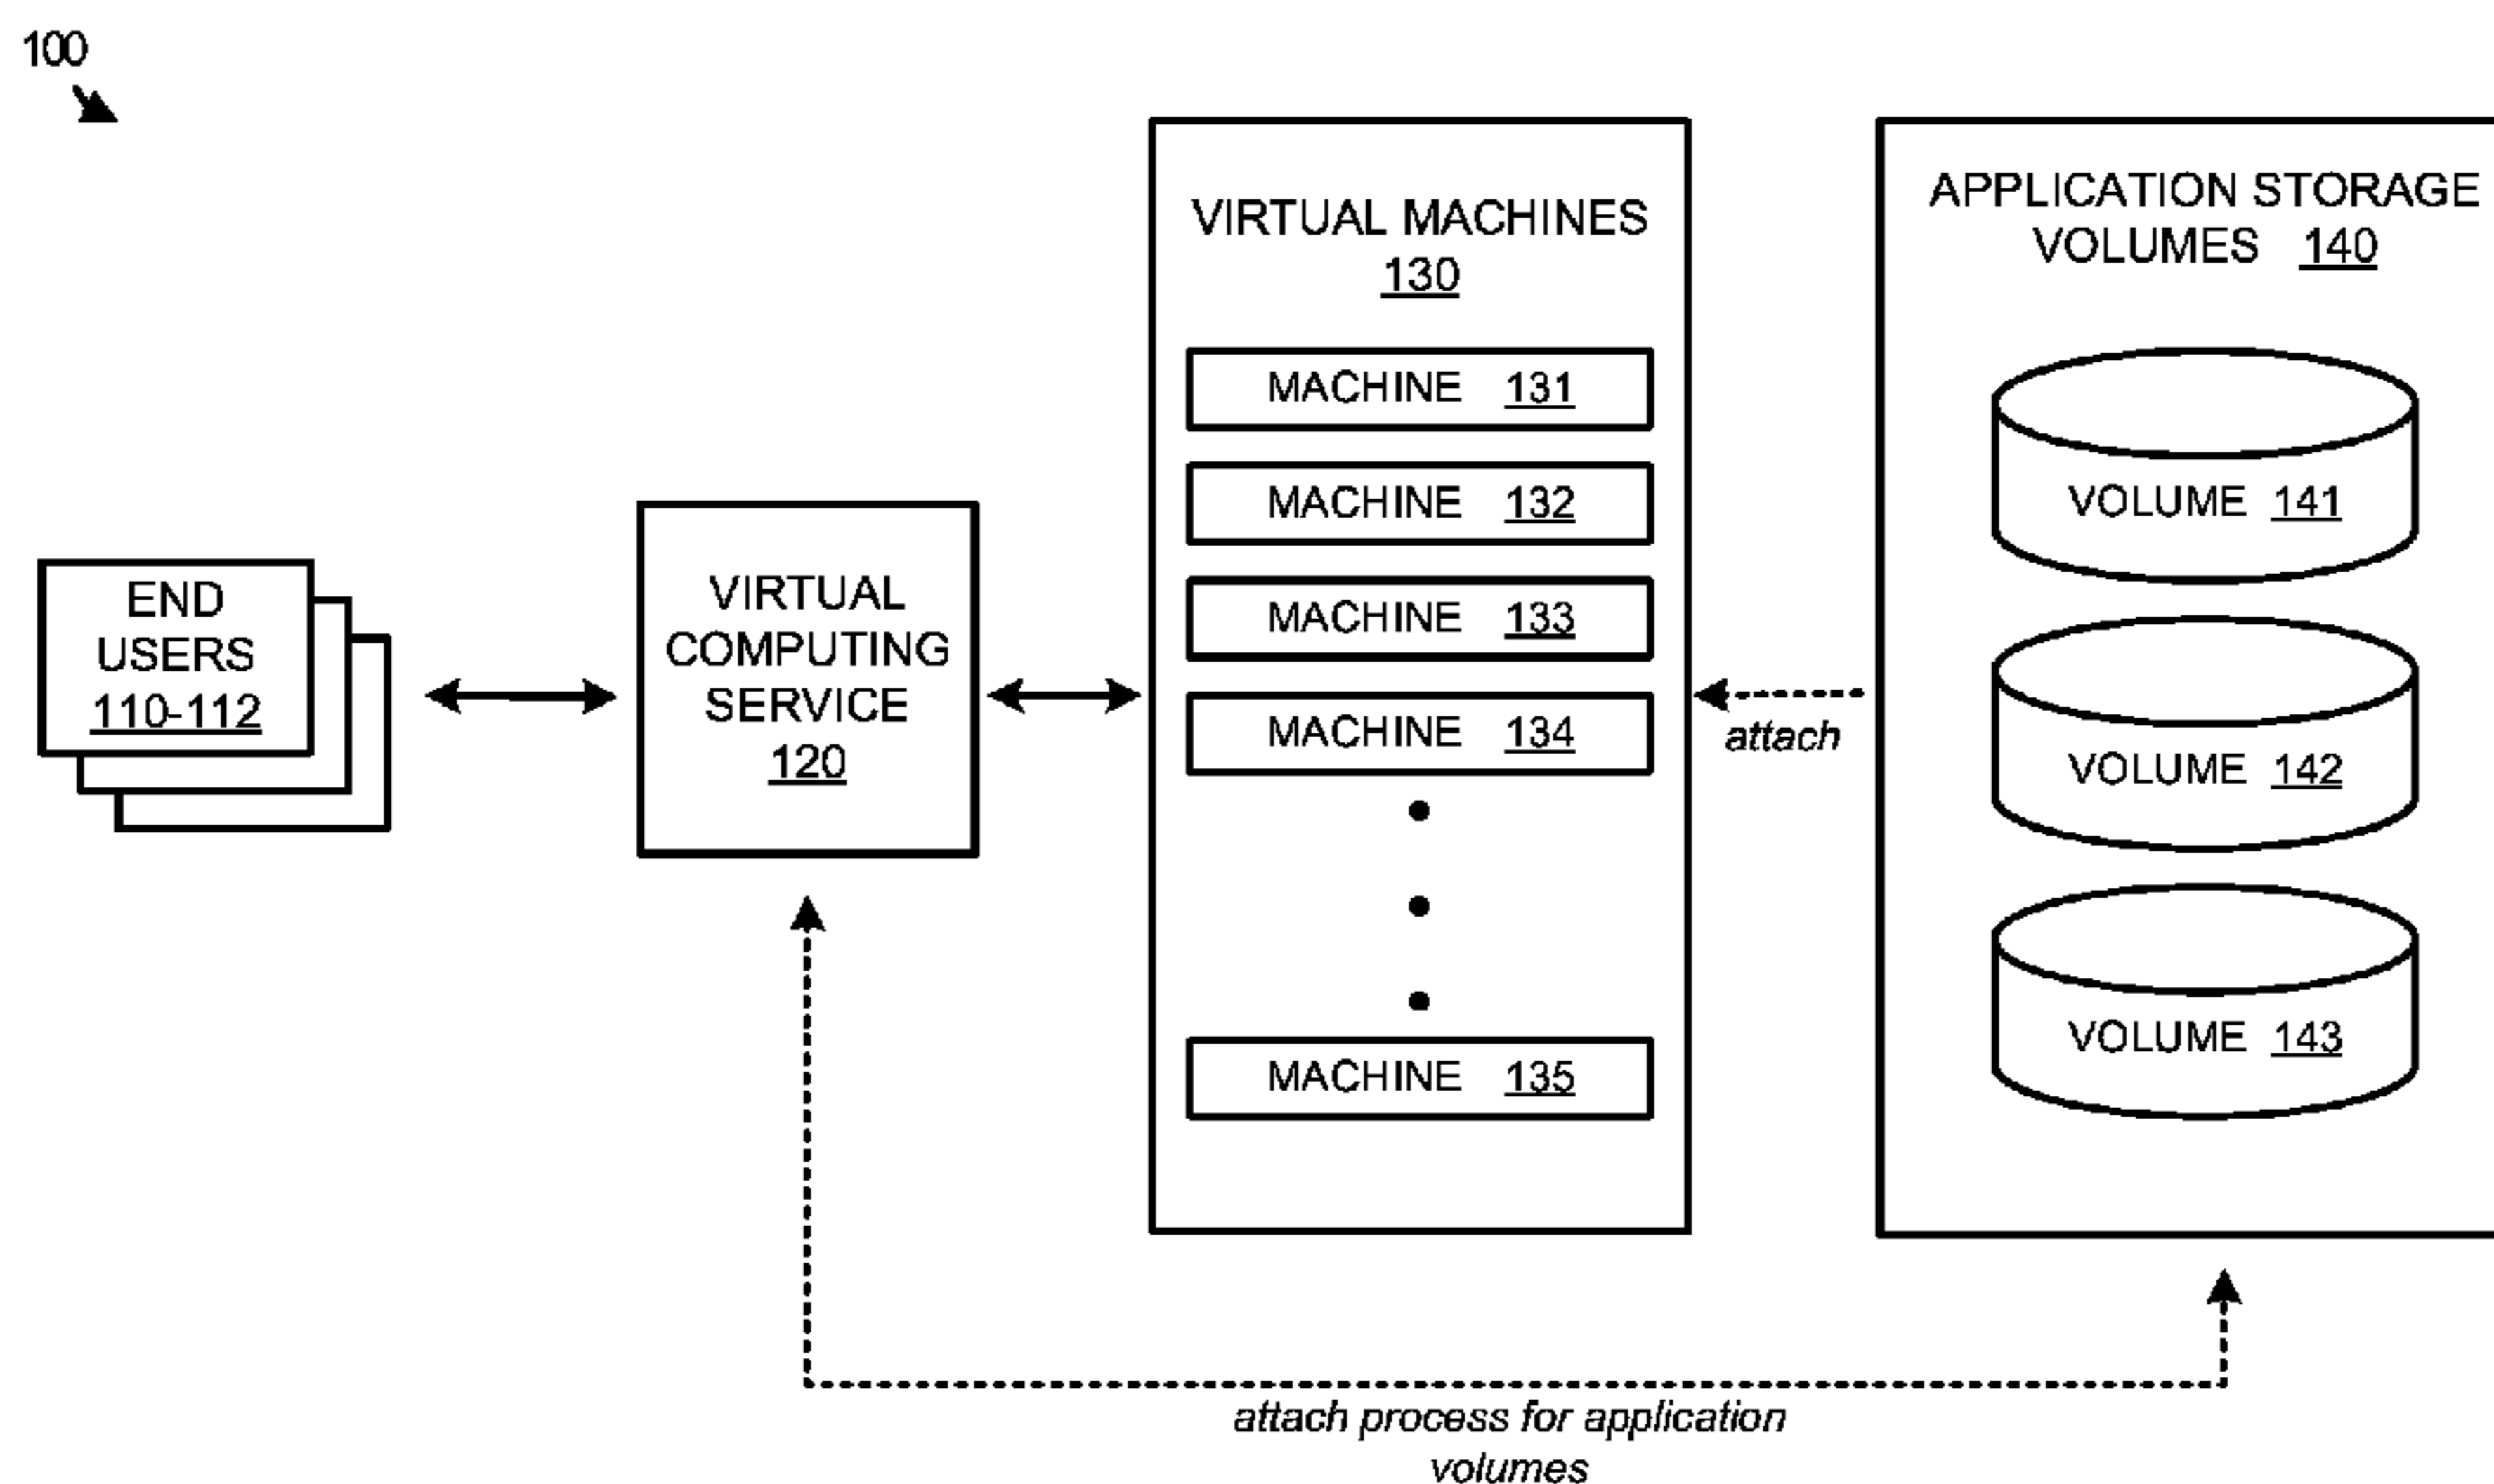 100
END
USERS
110-112
VIRTUAL
COMPUTING
SERVICE
120
VIRTUAL MACHINES
130
MACHINE 131
MACHINE 132
MACHINE 133
MACHINE 134
MACHINE 135
attach
APPLICATION STORAGE
VOLUMES 140
VOLUME 141
VOLUME 142
VOLUME 143
attach process for application
volumes